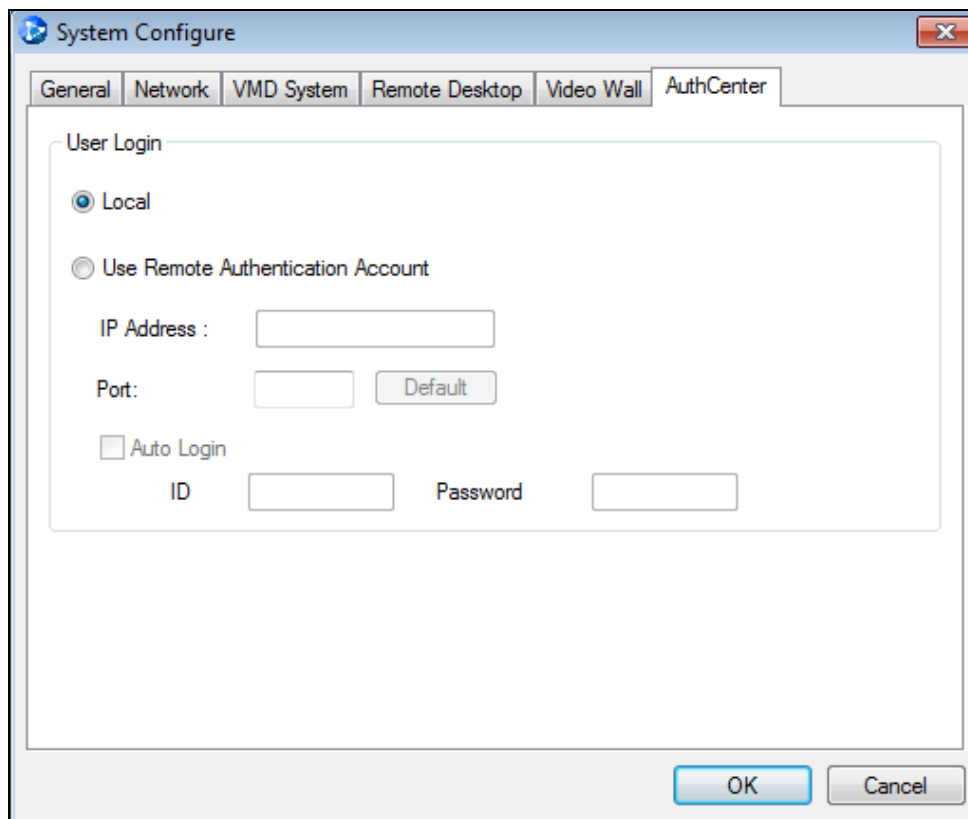 System Configure
General Network VMD System Remote Desktop Video Wall AuthCenter
User Login
Local
Use Remote Authentication Account
IP Address :
Port: Default
Auto Login
ID Password
OK Cancel